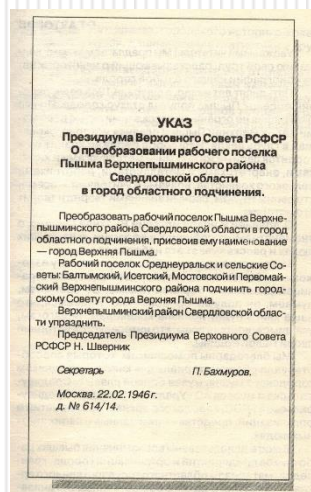 УКАЗ
Президиума Верховного Совета РСФСР
О преобразовании рабочего поселка
Пышма Верхнепышминского района
Свердловской области
в город областного подчинения.
Преобразовать рабочий поселок Пышма Верхне-
пышминского района Свердловской области в город
областного подчинения, присвоив ему наименование
— город Верхняя Пышма.
Рабочий поселок Среднеуральск и сельские Со-
веты: Балтымский, Исетский, Мостовской и Первомай-
ский Верхнепышминского района подчинить город-
скому Совету города Верхняя Пышма.
Верхнепышминский район Свердловской облас-
ти упразднить.
Председатель Президиума Верховного Совета
РСФСР Н. Шверник
Секретарь П. Бахмуров.
Москва. 22.02.1946 г.
д. № 614/14.